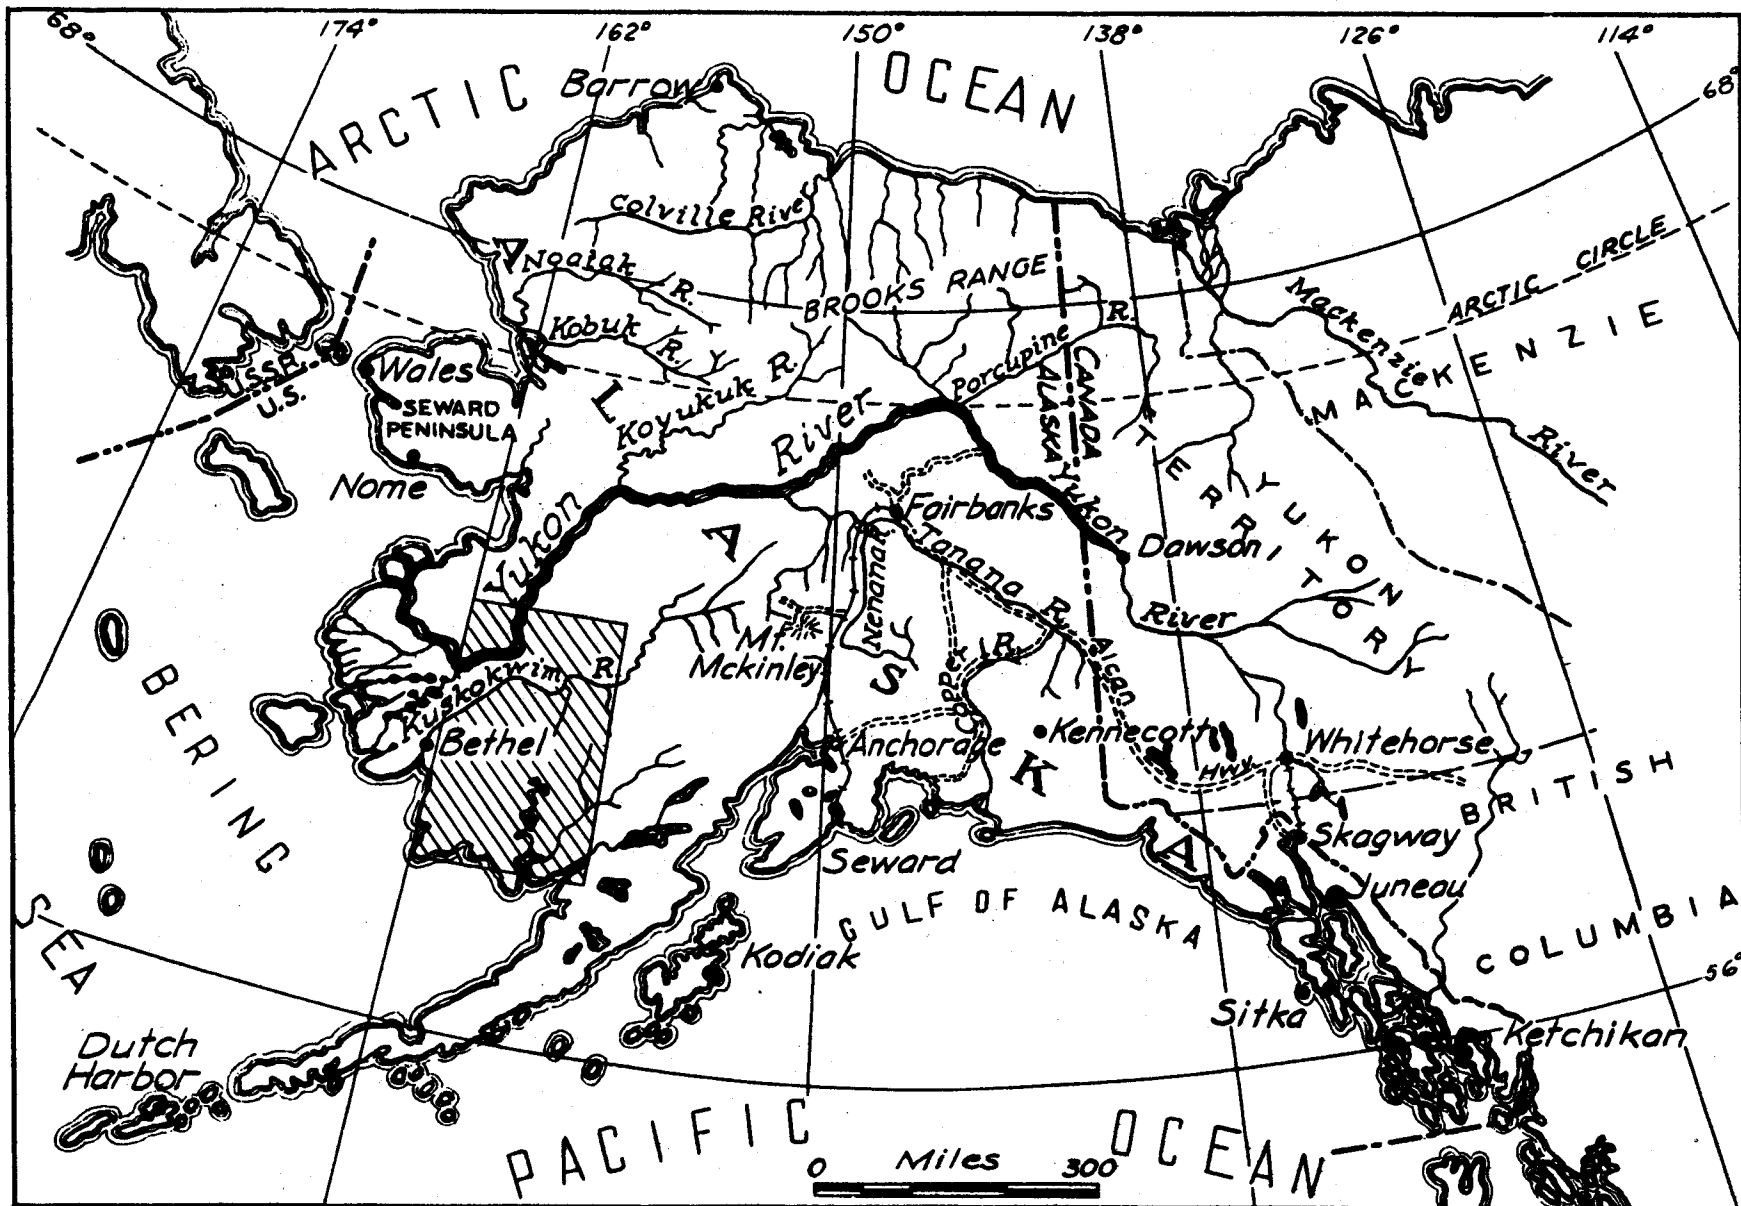 68°
174°
162°
150°
138°
126°
114°
ARCTIC OCEAN
68°
Barrow
Colville River
Noatak R.
BROOKS RANGE
ARCTIC CIRCLE
Mackenzie River
MACKENZIE
Kobuk R.
Porcupine R.
U.S.S.R.
U.S.
Wales
SEWARD
PENINSULA
Koyukuk R.
CANADA
ALASKA
Nome
Yukon River
Yukon
Fairbanks
Dawson
YUKON
TERRITORY
ALASKA
Tanana R.
Nenana R.
River
Mt.
Mckinley
Copper R.
Alcan
Hwy.
Kuskokwim R.
Bethel
Anchorage
Kennecott
Whitehorse
BRITISH
COLUMBIA
BERING
SEA
Seward
Skagway
Juneau
GULF OF ALASKA
Kodiak
56°
Sitka
Ketchikan
Dutch
Harbor
PACIFIC OCEAN
0 Miles 300